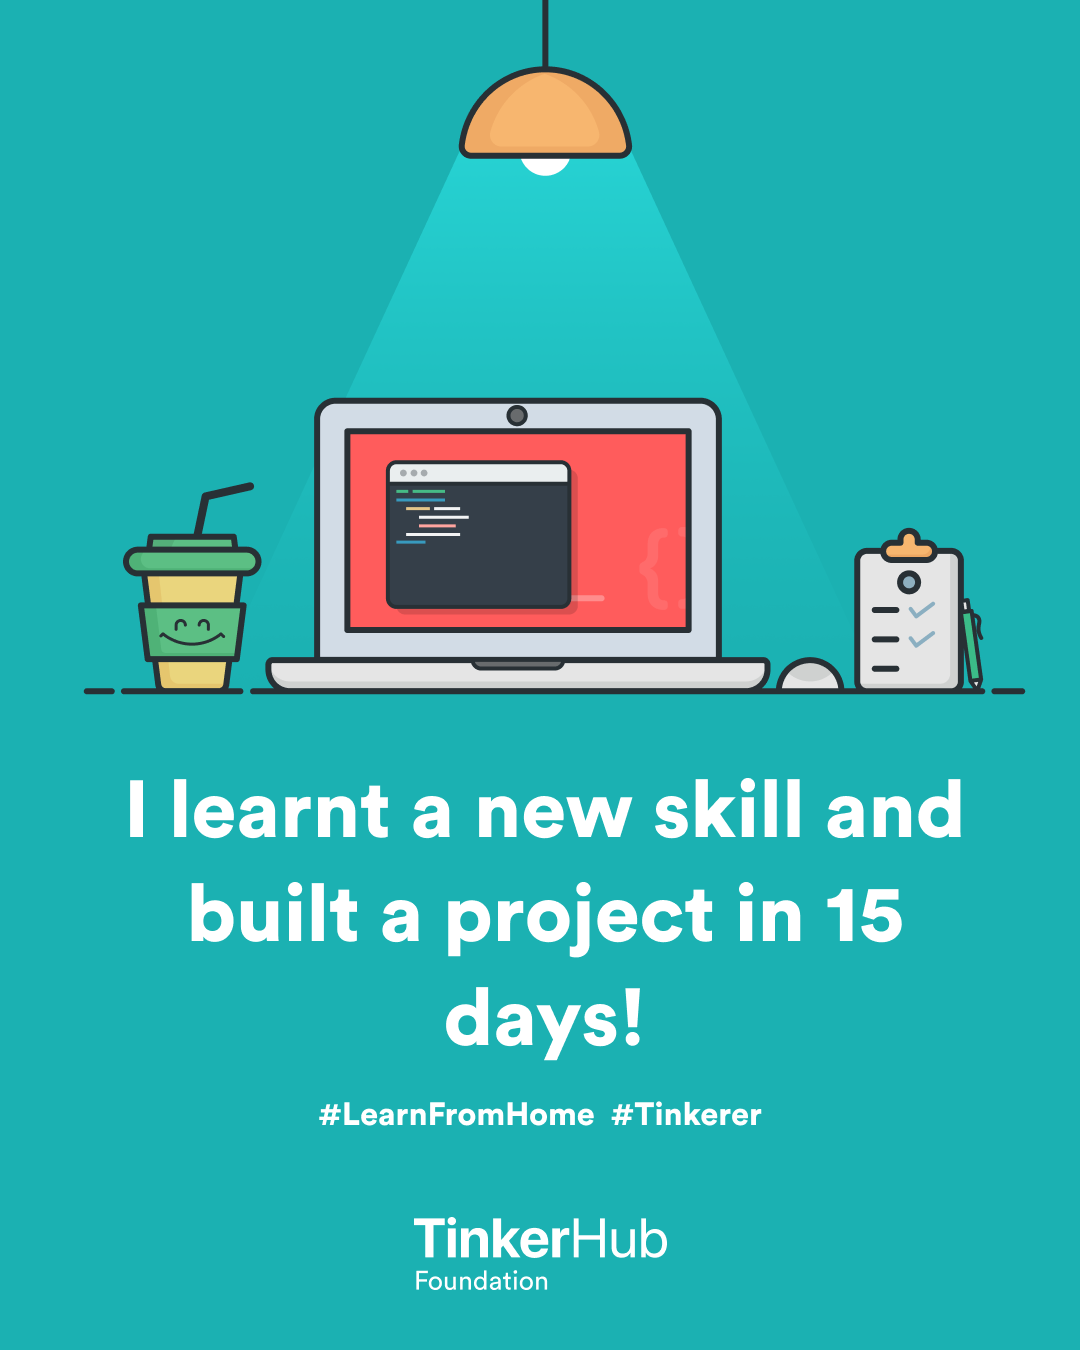 I learnt a new skill and
built a project in 15
days!
#LearnFromHome #Tinkerer
TinkerHub
Foundation